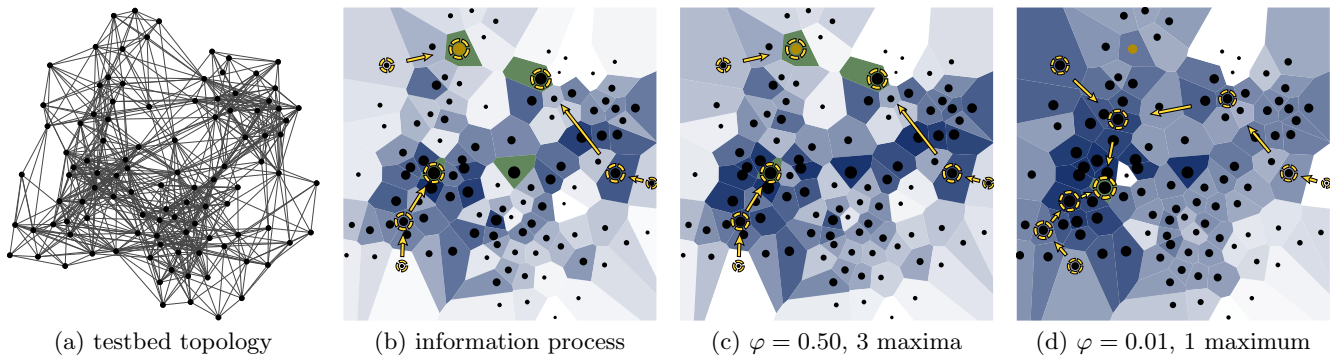 (a) testbed topology
(b) information process
(c) φ = 0.50, 3 maxima
(d) φ = 0.01, 1 maximum